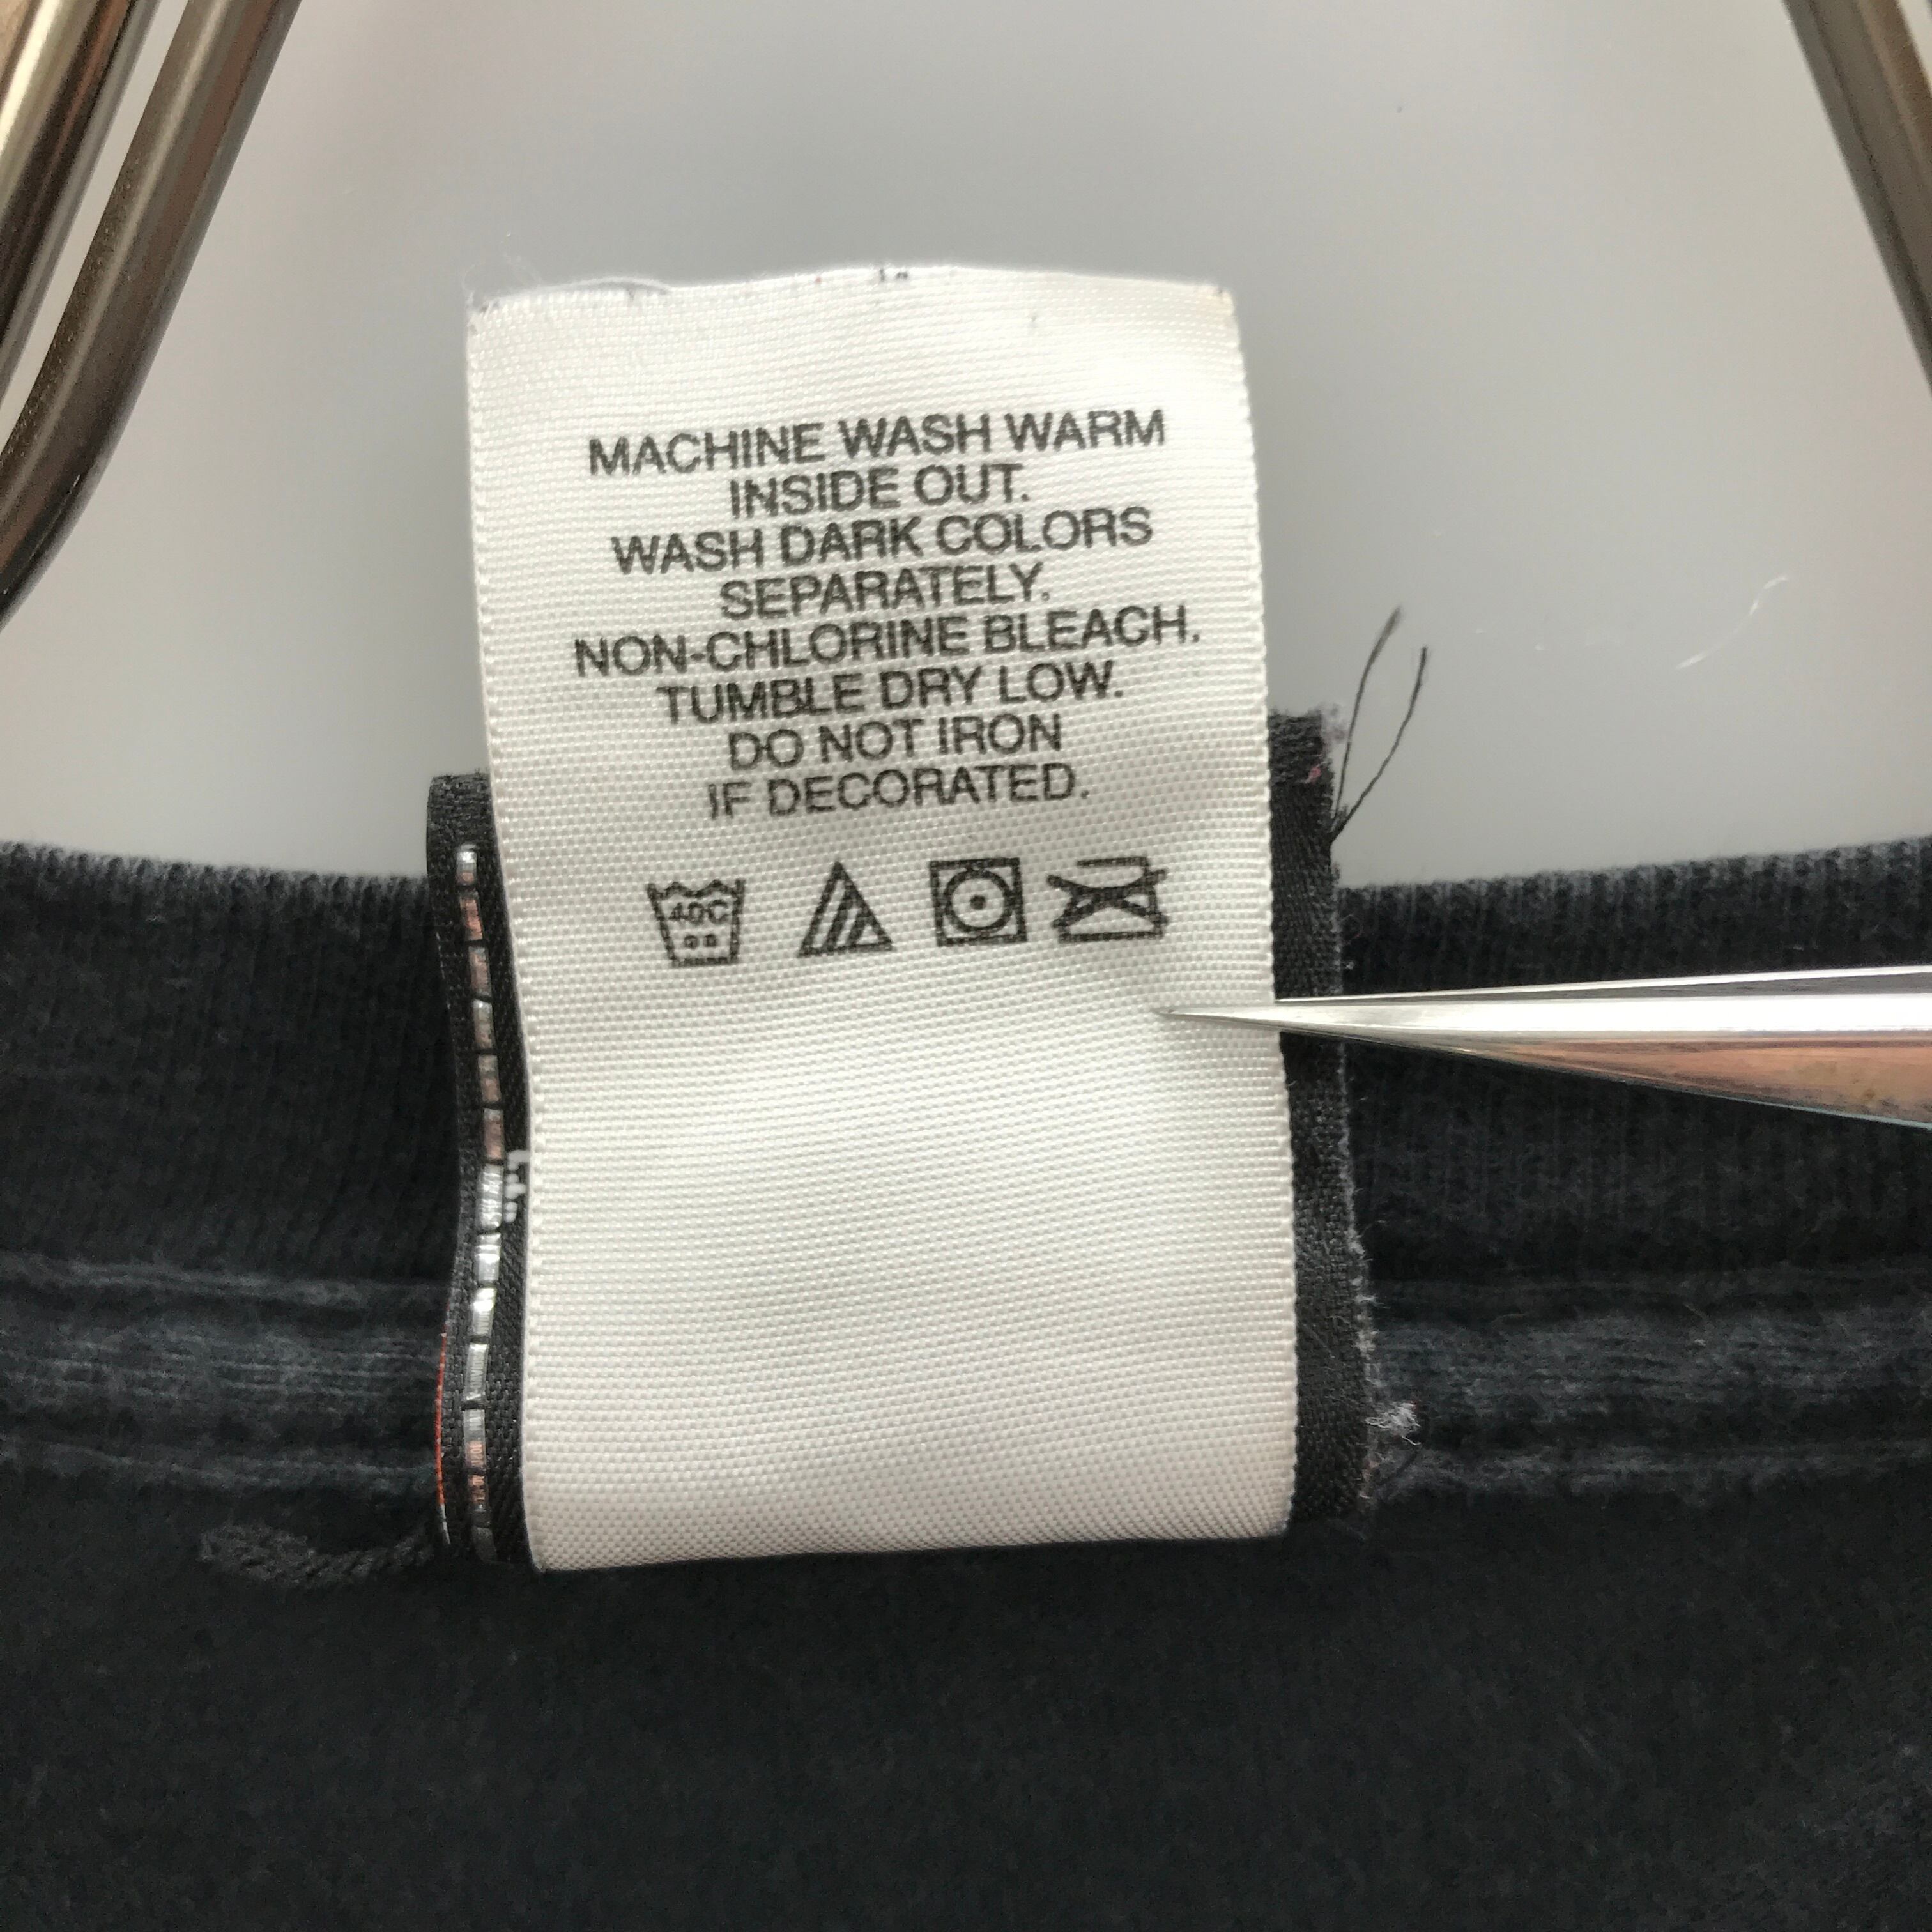 MACHINE WASH WARM
INSIDE OUT.
WASH DARK COLORS
SEPARATELY.
NON-CHLORINE BLEACH.
TUMBLE DRY LOW.
DO NOT IRON
IF DECORATED.
40C